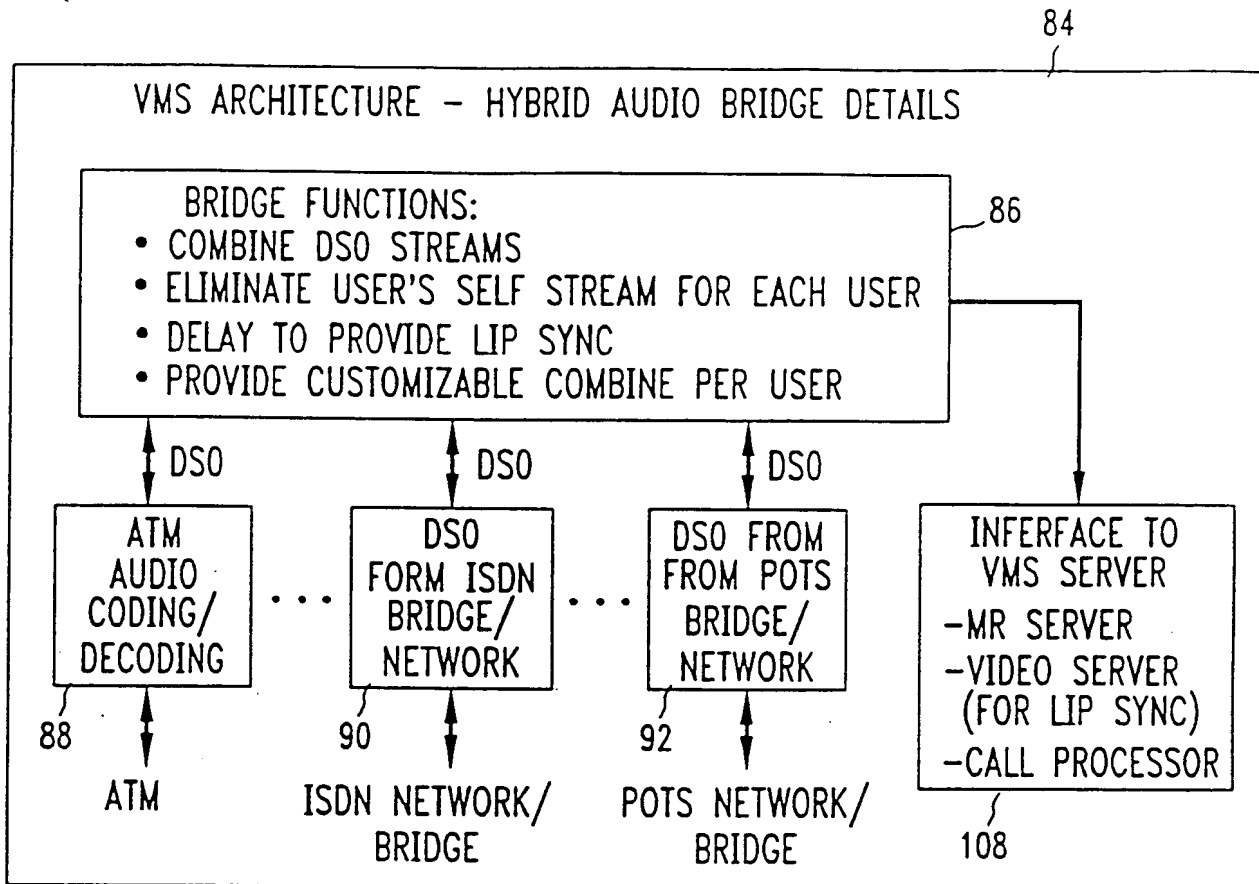 84
VMS ARCHITECTURE – HYBRID AUDIO BRIDGE DETAILS
BRIDGE FUNCTIONS:
• COMBINE DS0 STREAMS
• ELIMINATE USER'S SELF STREAM FOR EACH USER
• DELAY TO PROVIDE LIP SYNC
• PROVIDE CUSTOMIZABLE COMBINE PER USER
86
DS0
DS0
DS0
ATM
AUDIO
CODING/
DECODING
88
• • •
DS0
FORM ISDN
BRIDGE/
NETWORK
90
• • •
DS0 FROM
FROM POTS
BRIDGE/
NETWORK
92
INFERFACE TO
VMS SERVER
–MR SERVER
–VIDEO SERVER
(FOR LIP SYNC)
–CALL PROCESSOR
108
ATM
ISDN NETWORK/
BRIDGE
POTS NETWORK/
BRIDGE